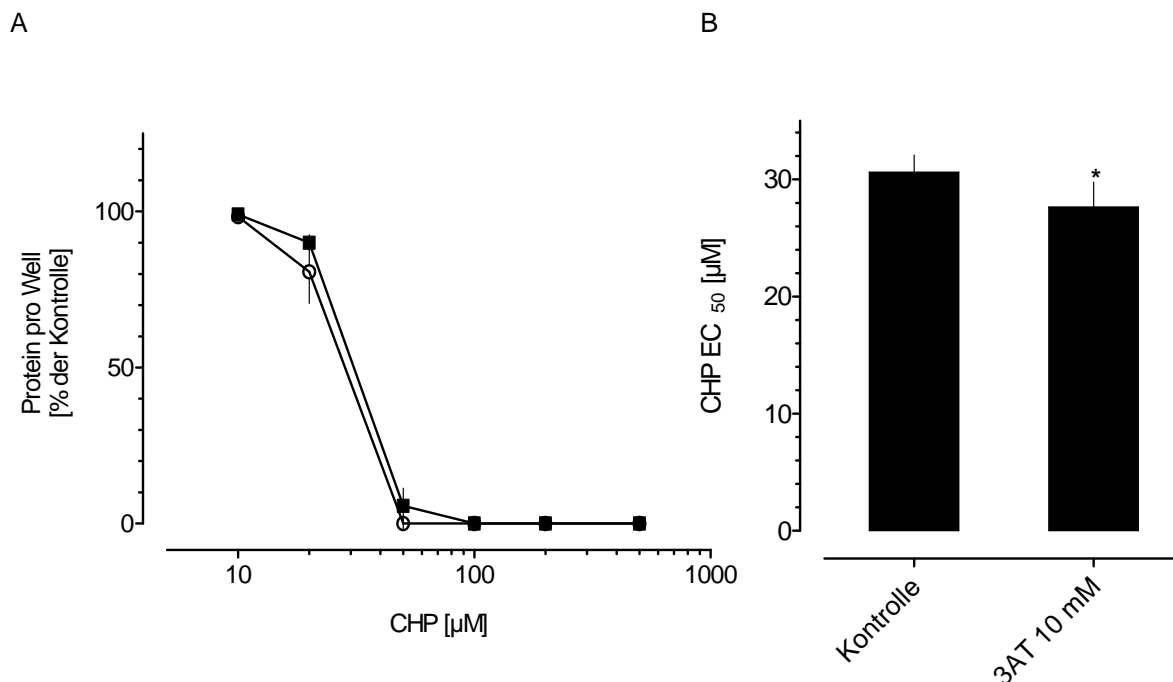 A
B
Protein pro Well
[% der Kontrolle]
100
50
0
10
100
1000
CHP [µM]
CHP EC 50 [µM]
30
20
10
0
*
Kontrolle
3AT 10 mM